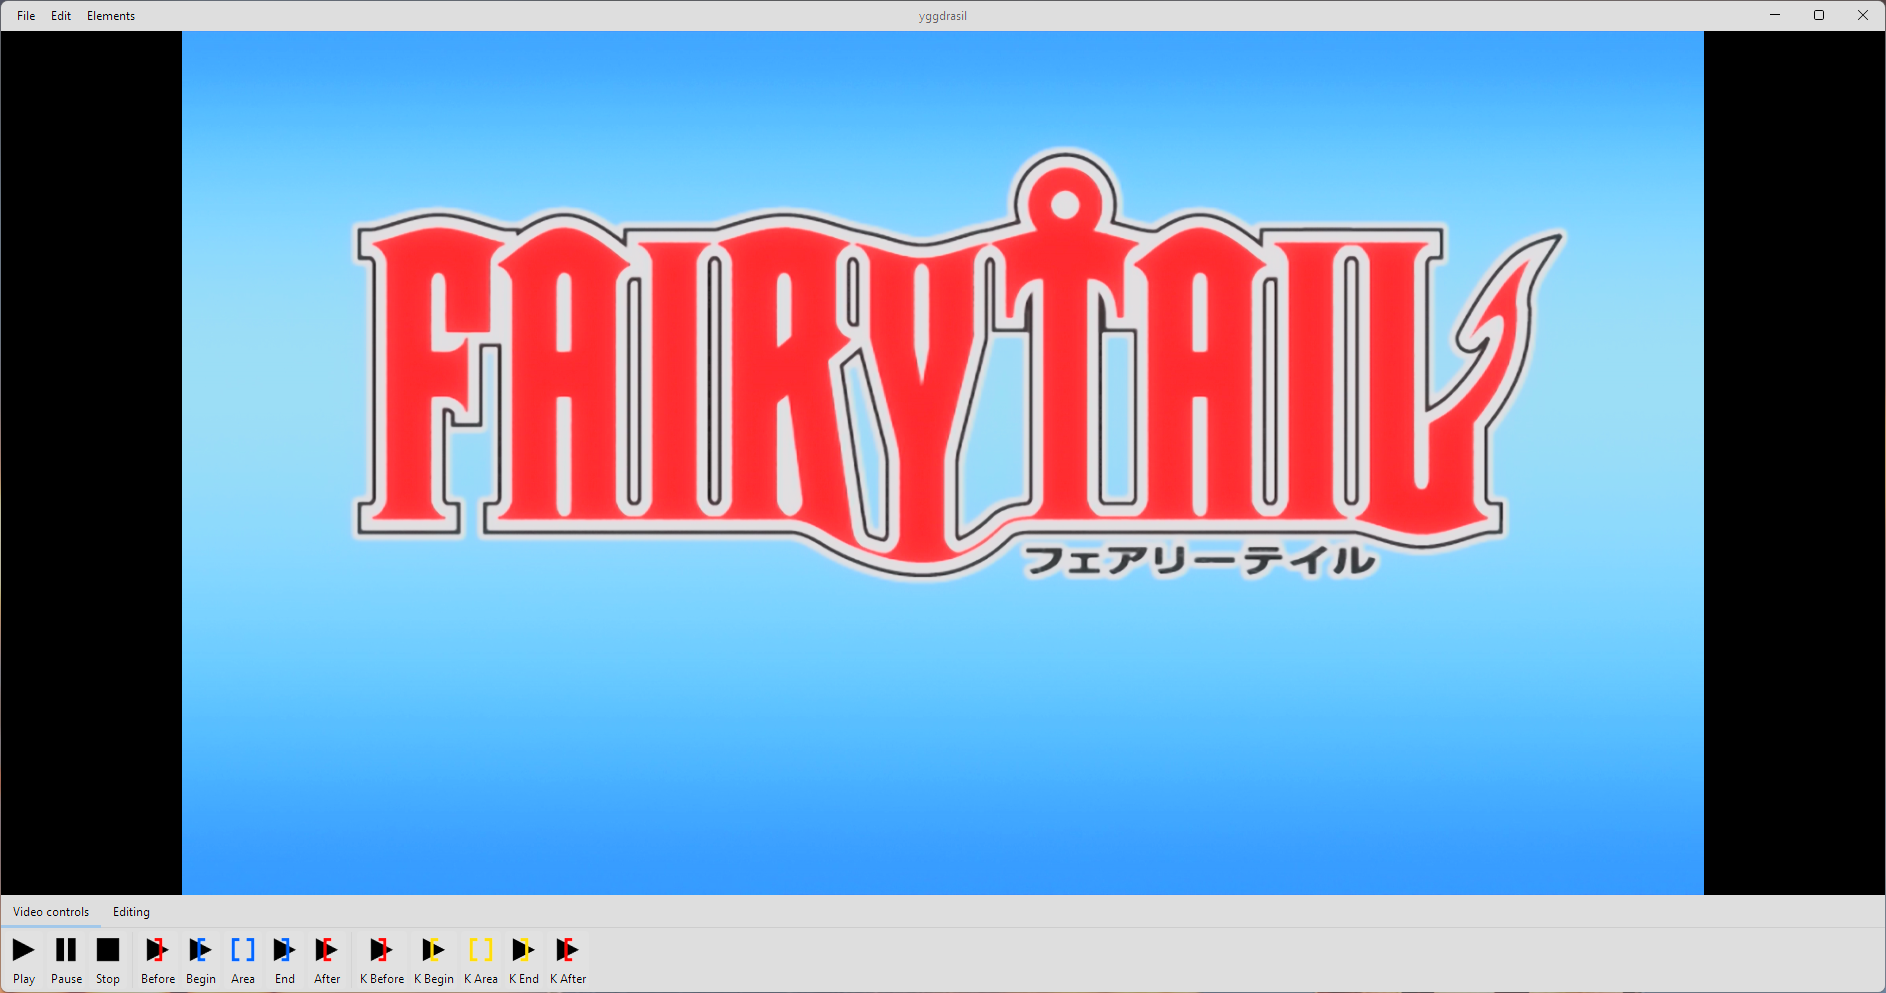 File Edit Elements
yggdrasil
FAIRY TAIL
フェアリーテイル
Video controls Editing
Play Pause Stop Before Begin Area End After K Before K Begin K Area K End K After